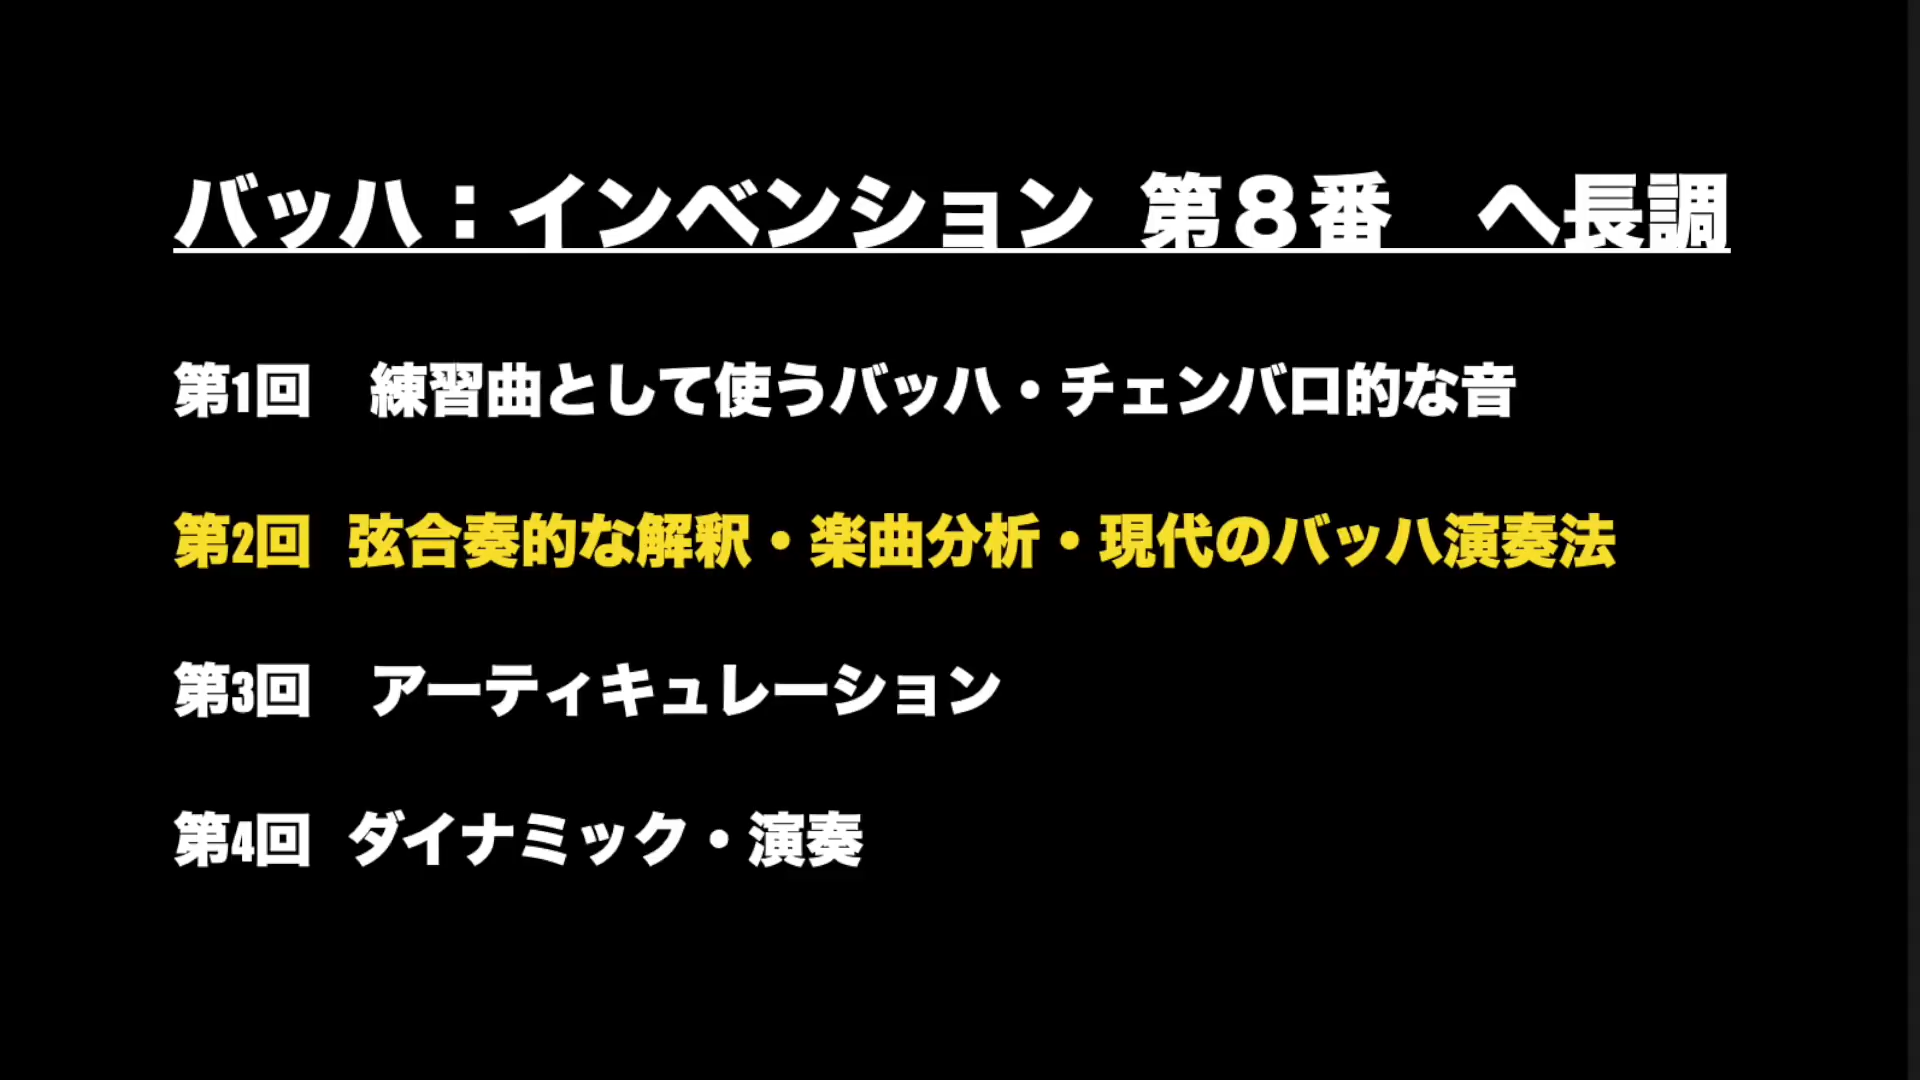 バッハ：インベンション 第８番　ヘ長調
第1回　練習曲として使うバッハ・チェンバロ的な音
第2回 弦合奏的な解釈・楽曲分析・現代のバッハ演奏法
第3回　アーティキュレーション
第4回 ダイナミック・演奏